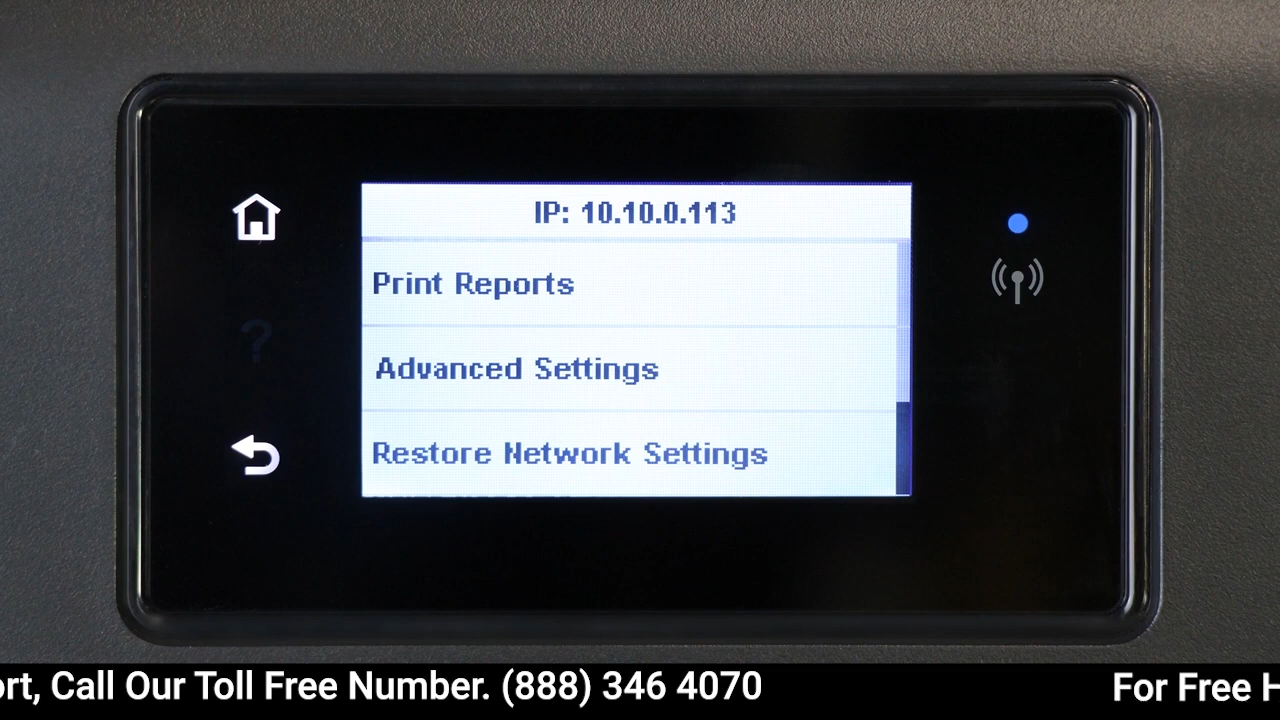 IP: 10.10.0.113
Print Reports
Advanced Settings
Restore Network Settings
?
ort, Call Our Toll Free Number. (888) 346 4070
For Free H